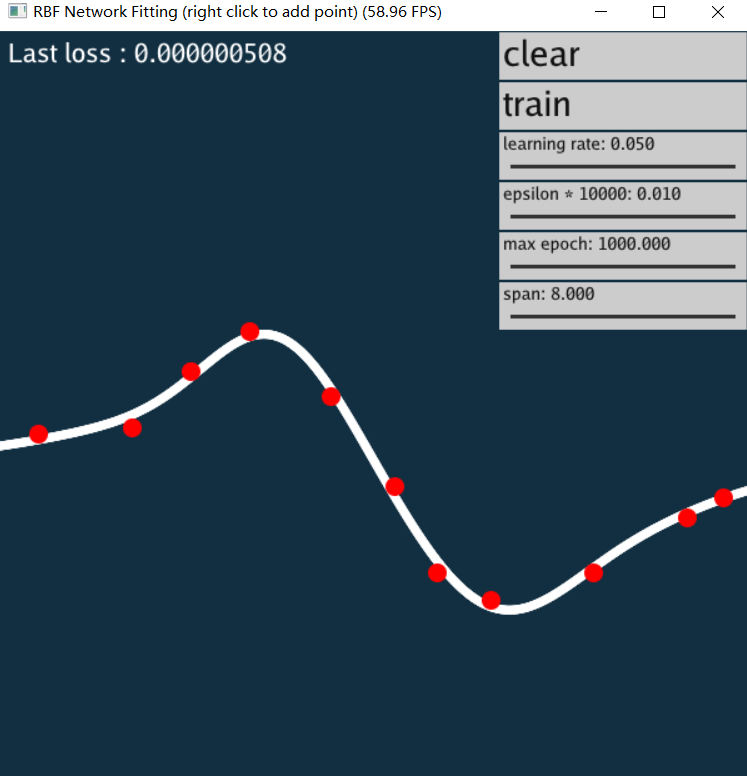 RBF Network Fitting (right click to add point) (58.96 FPS)
Last loss : 0.000000508
clear
train
learning rate: 0.050
epsilon * 10000: 0.010
max epoch: 1000.000
span: 8.000